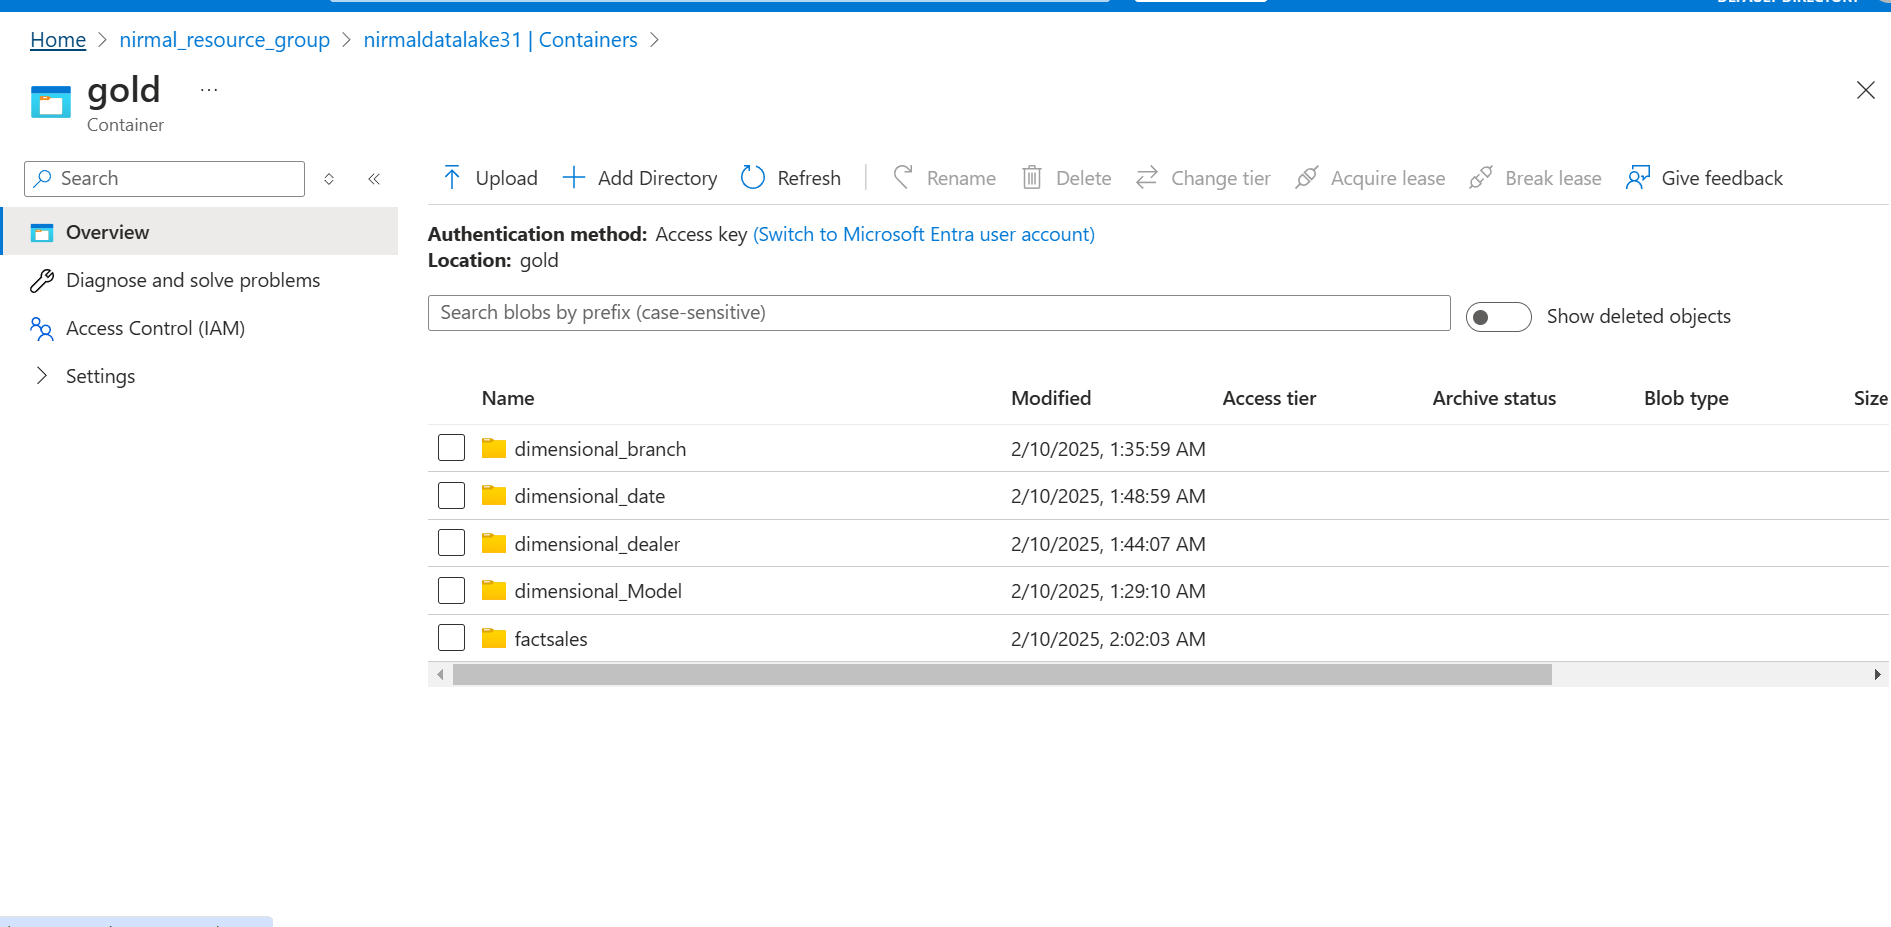 Home > nirmal_resource_group > nirmaldatalake31 | Containers >
gold ...
Container
Search
Overview
Diagnose and solve problems
Access Control (IAM)
Settings
Upload Add Directory Refresh Rename Delete Change tier Acquire lease Break lease Give feedback
Authentication method: Access key (Switch to Microsoft Entra user account)
Location: gold
Search blobs by prefix (case-sensitive)
Show deleted objects
Name Modified Access tier Archive status Blob type Size
dimensional_branch 2/10/2025, 1:35:59 AM
dimensional_date 2/10/2025, 1:48:59 AM
dimensional_dealer 2/10/2025, 1:44:07 AM
dimensional_Model 2/10/2025, 1:29:10 AM
factsales 2/10/2025, 2:02:03 AM